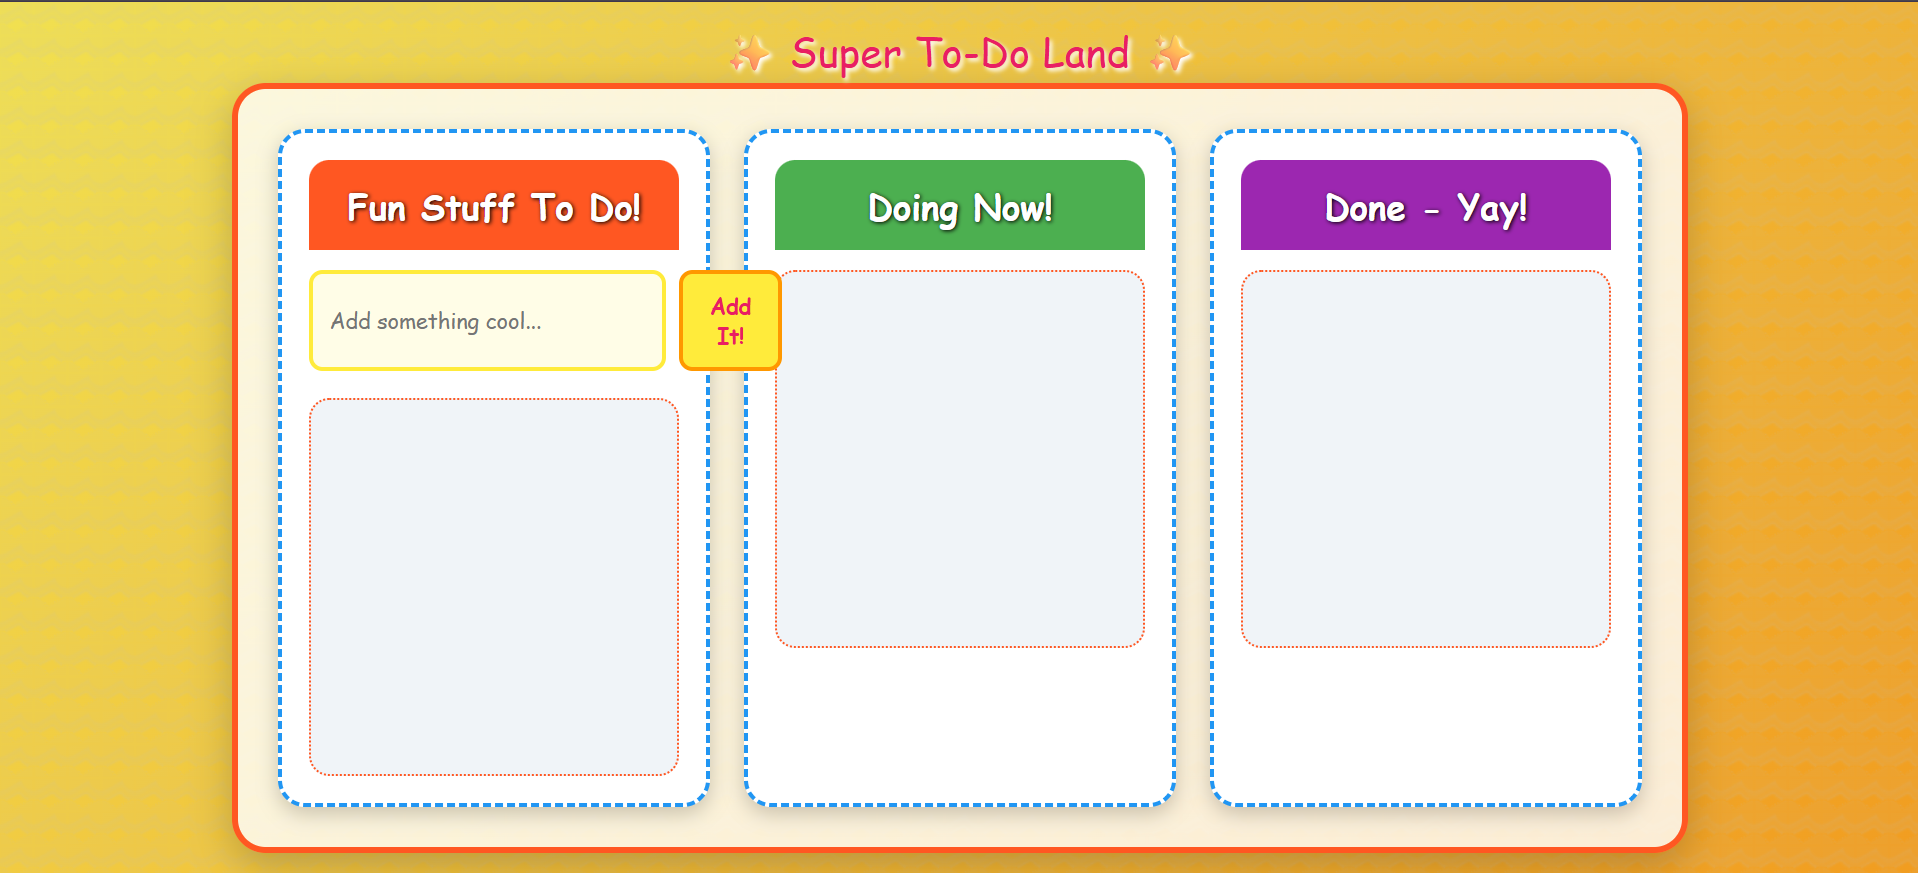 ✨ Super To-Do Land ✨
Fun Stuff To Do!
Add something cool...
Add
It!
Doing Now!
Done - Yay!